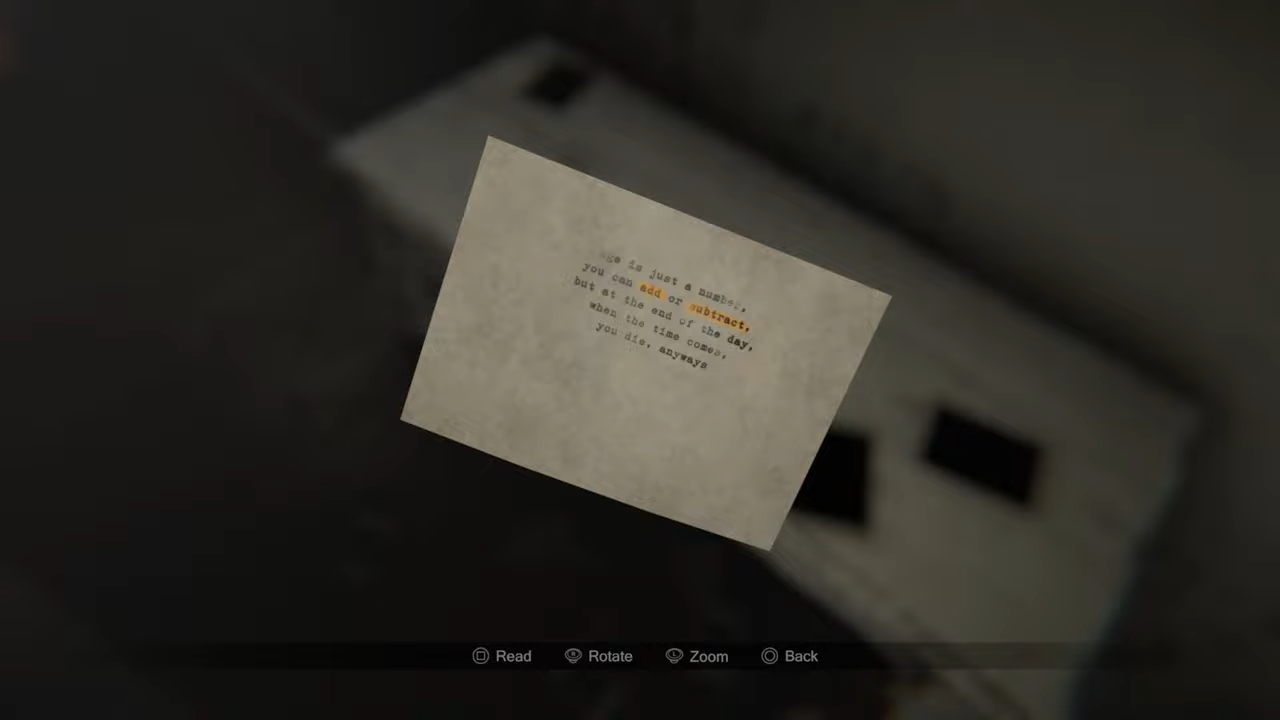 age is just a number,
you can add or subtract,
but at the end of the day,
when the time comes,
you die, anyways
Read Rotate Zoom Back